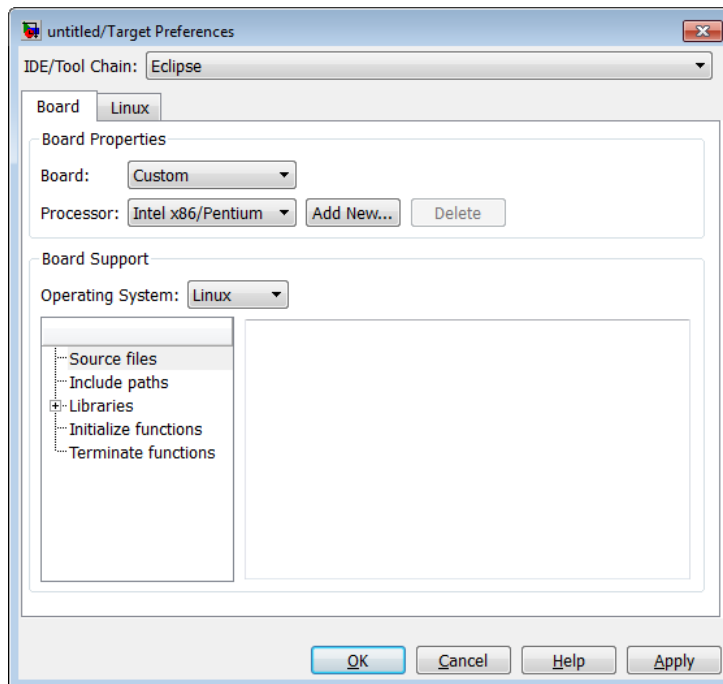 untitled/Target Preferences
IDE/Tool Chain: Eclipse
Board Linux
Board Properties
Board: Custom
Processor: Intel x86/Pentium Add New... Delete
Board Support
Operating System: Linux
Source files
Include paths
Libraries
Initialize functions
Terminate functions
OK Cancel Help Apply